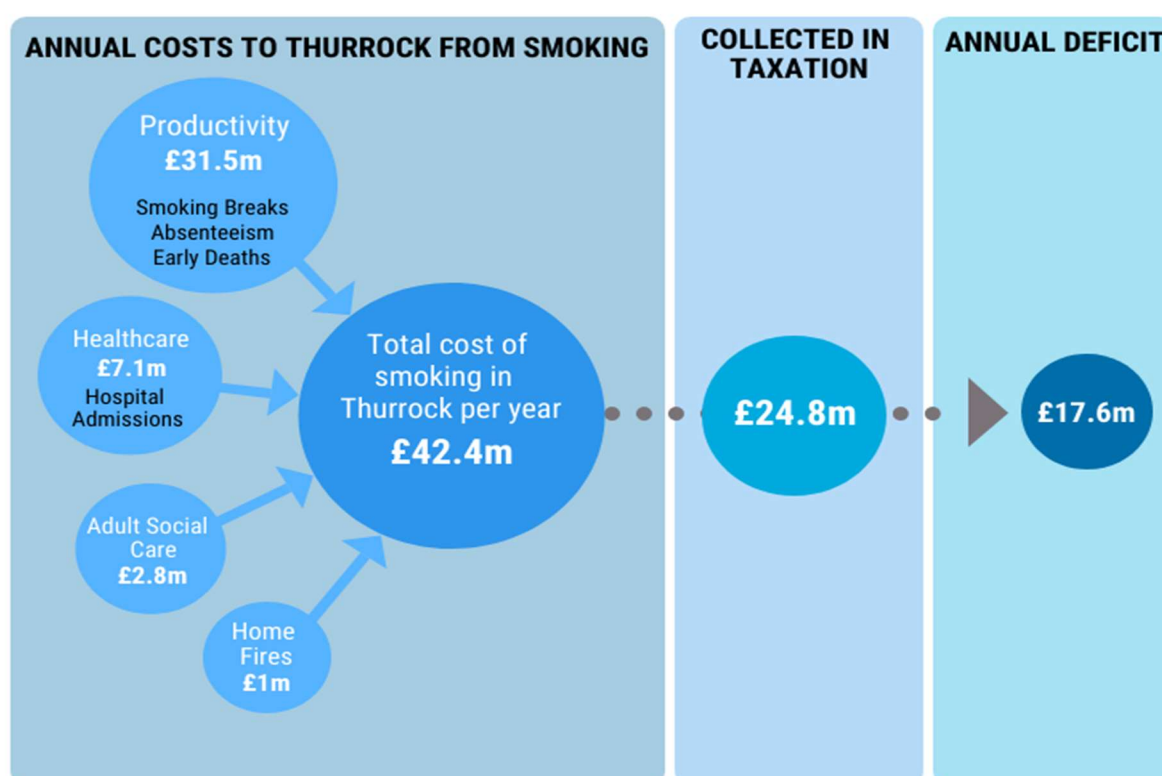 ANNUAL COSTS TO THURROCK FROM SMOKING
Productivity
£31.5m
Smoking Breaks
Absenteeism
Early Deaths
Healthcare
£7.1m
Hospital
Admissions
Adult Social
Care
£2.8m
Home
Fires
£1m
Total cost of
smoking in
Thurrock per year
£42.4m
COLLECTED IN
TAXATION
£24.8m
ANNUAL DEFICIT
£17.6m